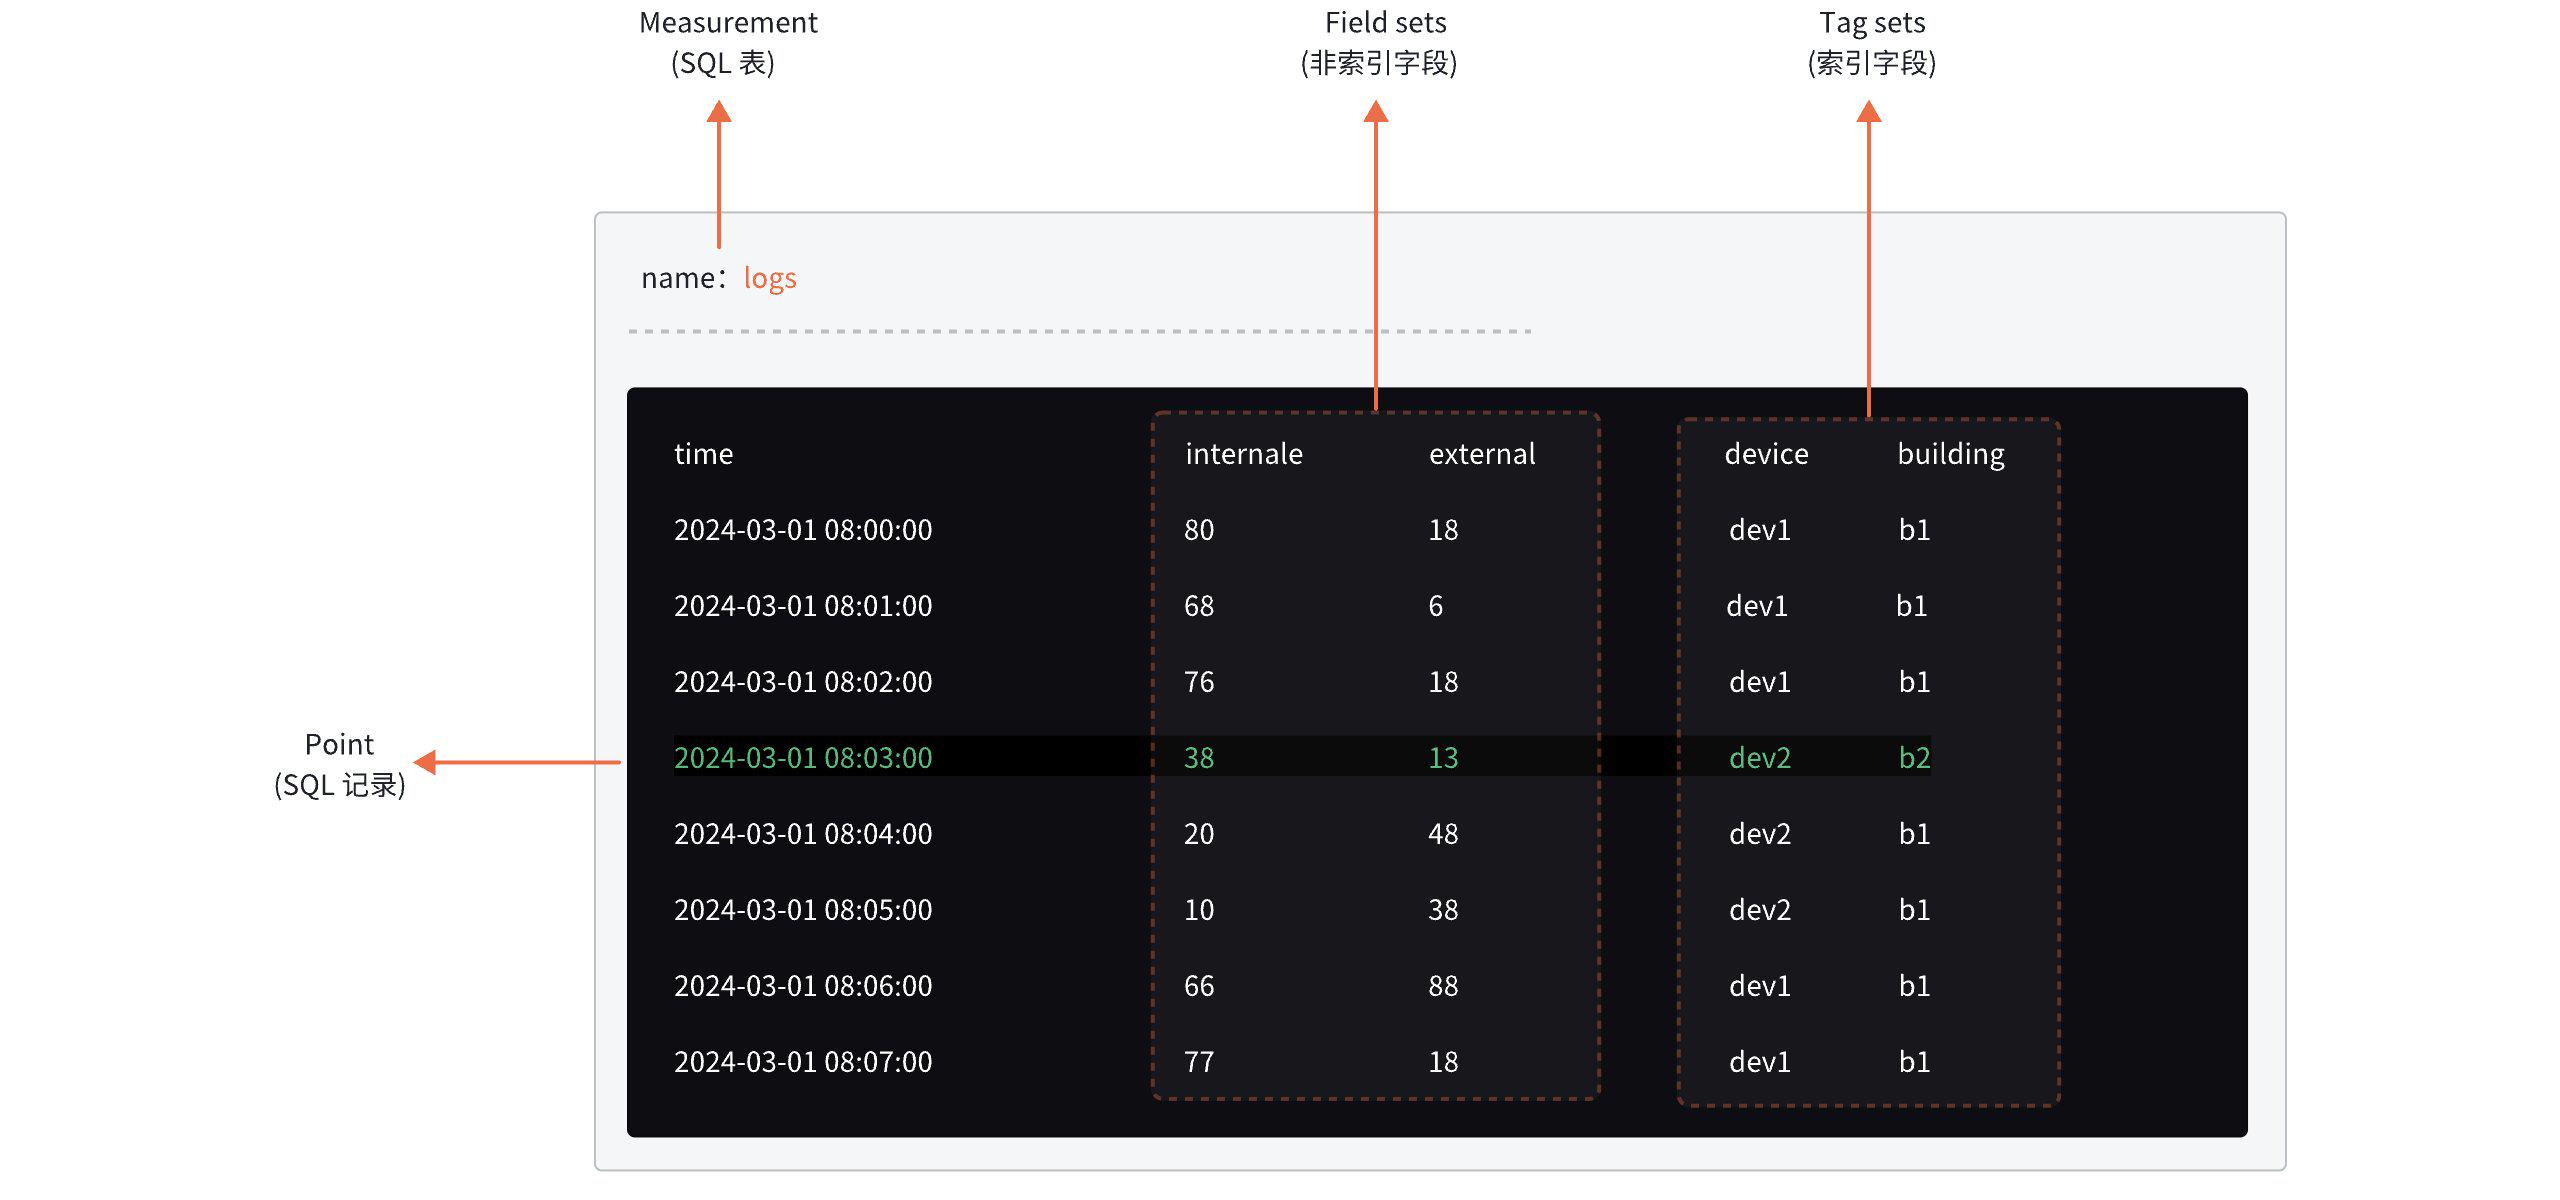 Measurement
(SQL 表)
Field sets
(非索引字段)
Tag sets
(索引字段)
name：logs
time internale external device building
2024-03-01 08:00:00 80 18 dev1 b1
2024-03-01 08:01:00 68 6 dev1 b1
2024-03-01 08:02:00 76 18 dev1 b1
Point
(SQL 记录)
2024-03-01 08:03:00 38 13 dev2 b2
2024-03-01 08:04:00 20 48 dev2 b1
2024-03-01 08:05:00 10 38 dev2 b1
2024-03-01 08:06:00 66 88 dev1 b1
2024-03-01 08:07:00 77 18 dev1 b1